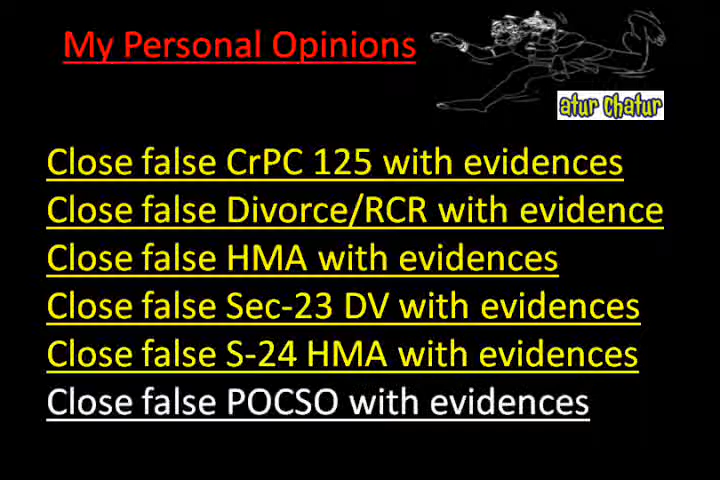 My Personal Opinions
atur Chatur
Close false CrPC 125 with evidences
Close false Divorce/RCR with evidence
Close false HMA with evidences
Close false Sec-23 DV with evidences
Close false S-24 HMA with evidences
Close false POCSO with evidences